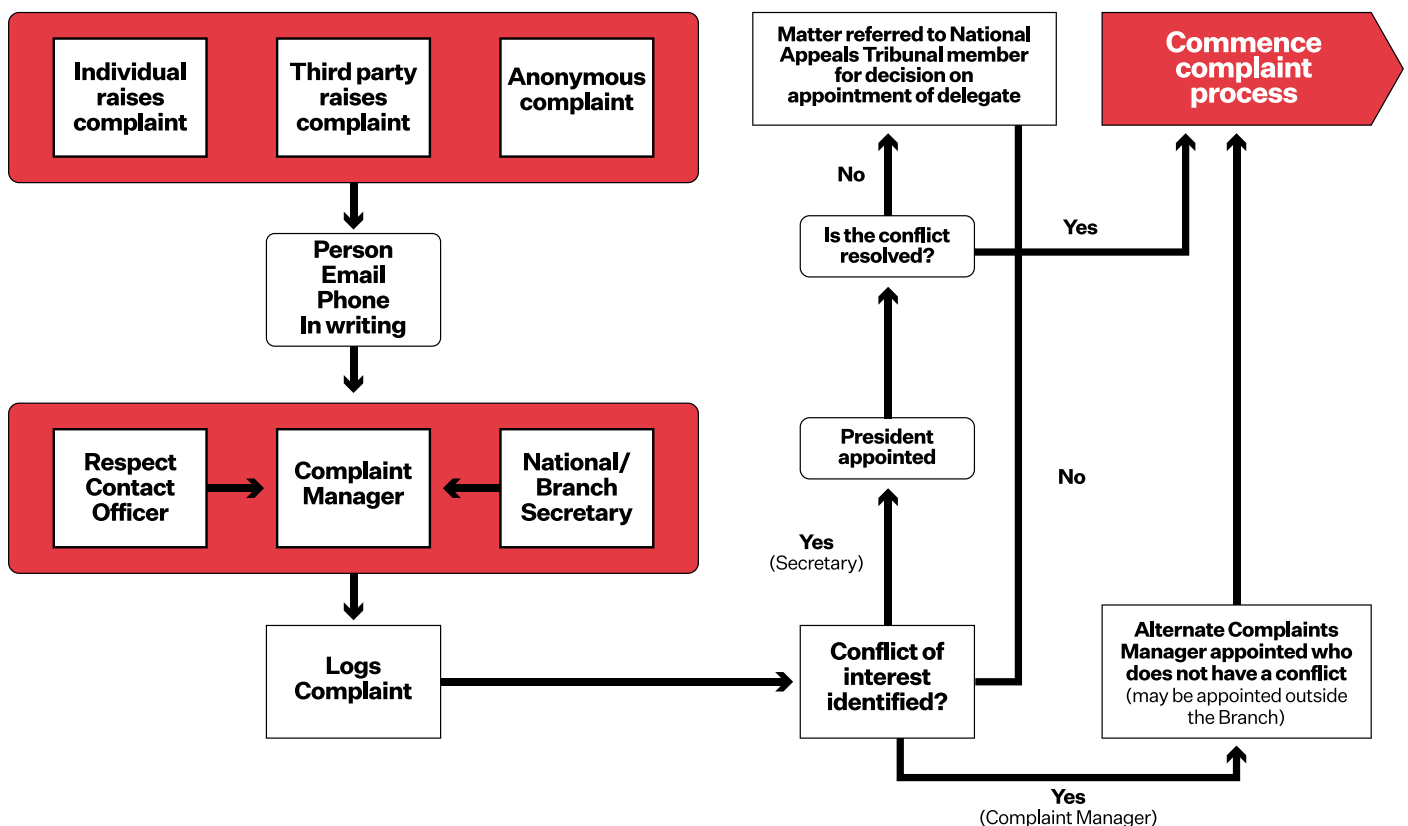 Individual
raises
complaint
Third party
raises
complaint
Anonymous
complaint
Person
Email
Phone
In writing
Respect
Contact
Officer
Complaint
Manager
National/
Branch
Secretary
Logs
Complaint
Matter referred to National
Appeals Tribunal member
for decision on
appointment of delegate
Commence
complaint
process
No
Is the conflict
resolved?
Yes
President
appointed
No
Yes
(Secretary)
Conflict of
interest
identified?
Alternate Complaints
Manager appointed who
does not have a conflict
(may be appointed outside
the Branch)
Yes
(Complaint Manager)